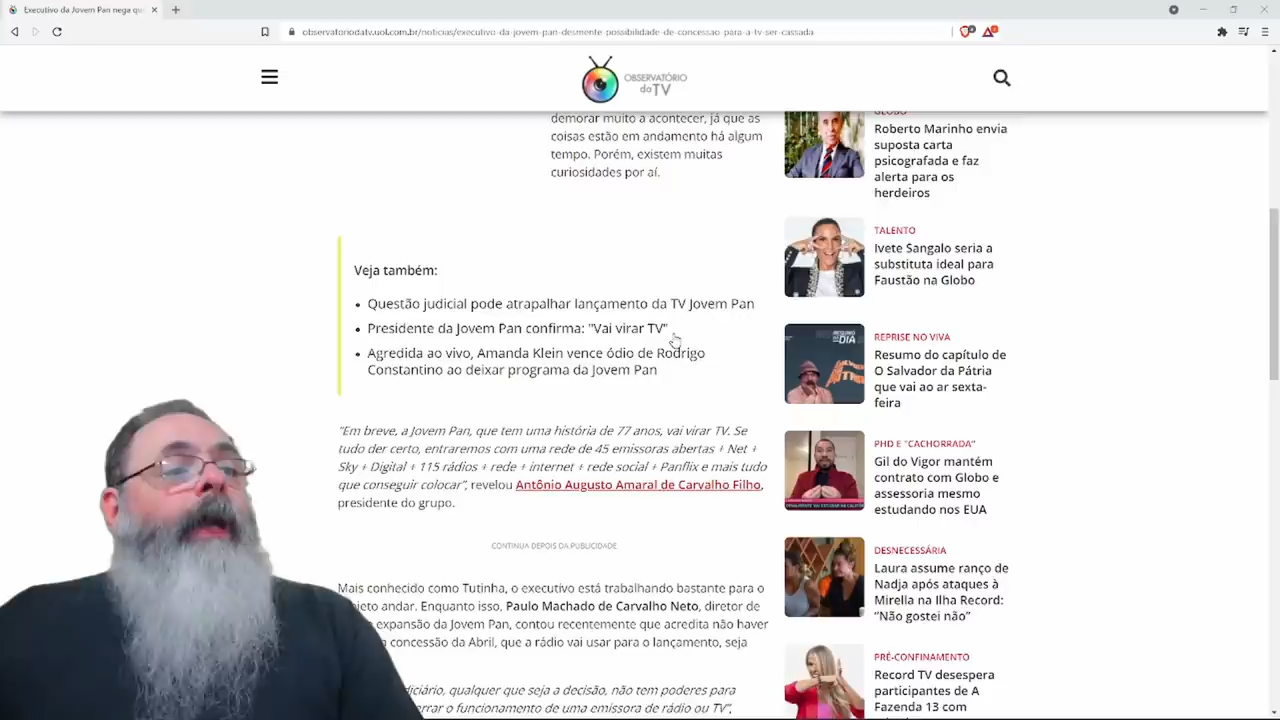 Executivo da Jovem Pan nega qu
observatoriodatv.uol.com.br/noticias/executivo-da-jovem-pan-desmente-possibilidade-de-concessao-para-a-tv-ser-cassada
OBSERVATÓRIO
daTV
demorar muito a acontecer, já que as
coisas estão em andamento há algum
tempo. Porém, existem muitas
curiosidades por aí.
Veja também:
Questão judicial pode atrapalhar lançamento da TV Jovem Pan
Presidente da Jovem Pan confirma: "Vai virar TV"
Agredida ao vivo, Amanda Klein vence ódio de Rodrigo
Constantino ao deixar programa da Jovem Pan
"Em breve, a Jovem Pan, que tem uma história de 77 anos, vai virar TV. Se
tudo der certo, entraremos com uma rede de 45 emissoras abertas + Net +
Sky + Digital + 115 rádios + rede + internet + rede social + Panflix e mais tudo
que conseguir colocar", revelou Antônio Augusto Amaral de Carvalho Filho,
presidente do grupo.
CONTINUA DEPOIS DA PUBLICIDADE
Mais conhecido como Tutinha, o executivo está trabalhando bastante para o
jeto andar. Enquanto isso, Paulo Machado de Carvalho Neto, diretor de
expansão da Jovem Pan, contou recentemente que acredita não haver
a concessão da Abril, que a rádio vai usar para o lançamento, seja
diciário, qualquer que seja a decisão, não tem poderes para
rrar o funcionamento de uma emissora de rádio ou TV",
GLOBO
Roberto Marinho envia
suposta carta
psicografada e faz
alerta para os
herdeiros
TALENTO
Ivete Sangalo seria a
substituta ideal para
Faustão na Globo
REPRISE NO VIVA
Resumo do capítulo de
O Salvador da Pátria
que vai ao ar sexta-
feira
PHD E "CACHORRADA"
Gil do Vigor mantém
contrato com Globo e
assessoria mesmo
estudando nos EUA
DESNECESSÁRIA
Laura assume ranço de
Nadja após ataques à
Mirella na Ilha Record:
"Não gostei não"
PRÉ-CONFINAMENTO
Record TV desespera
participantes de A
Fazenda 13 com